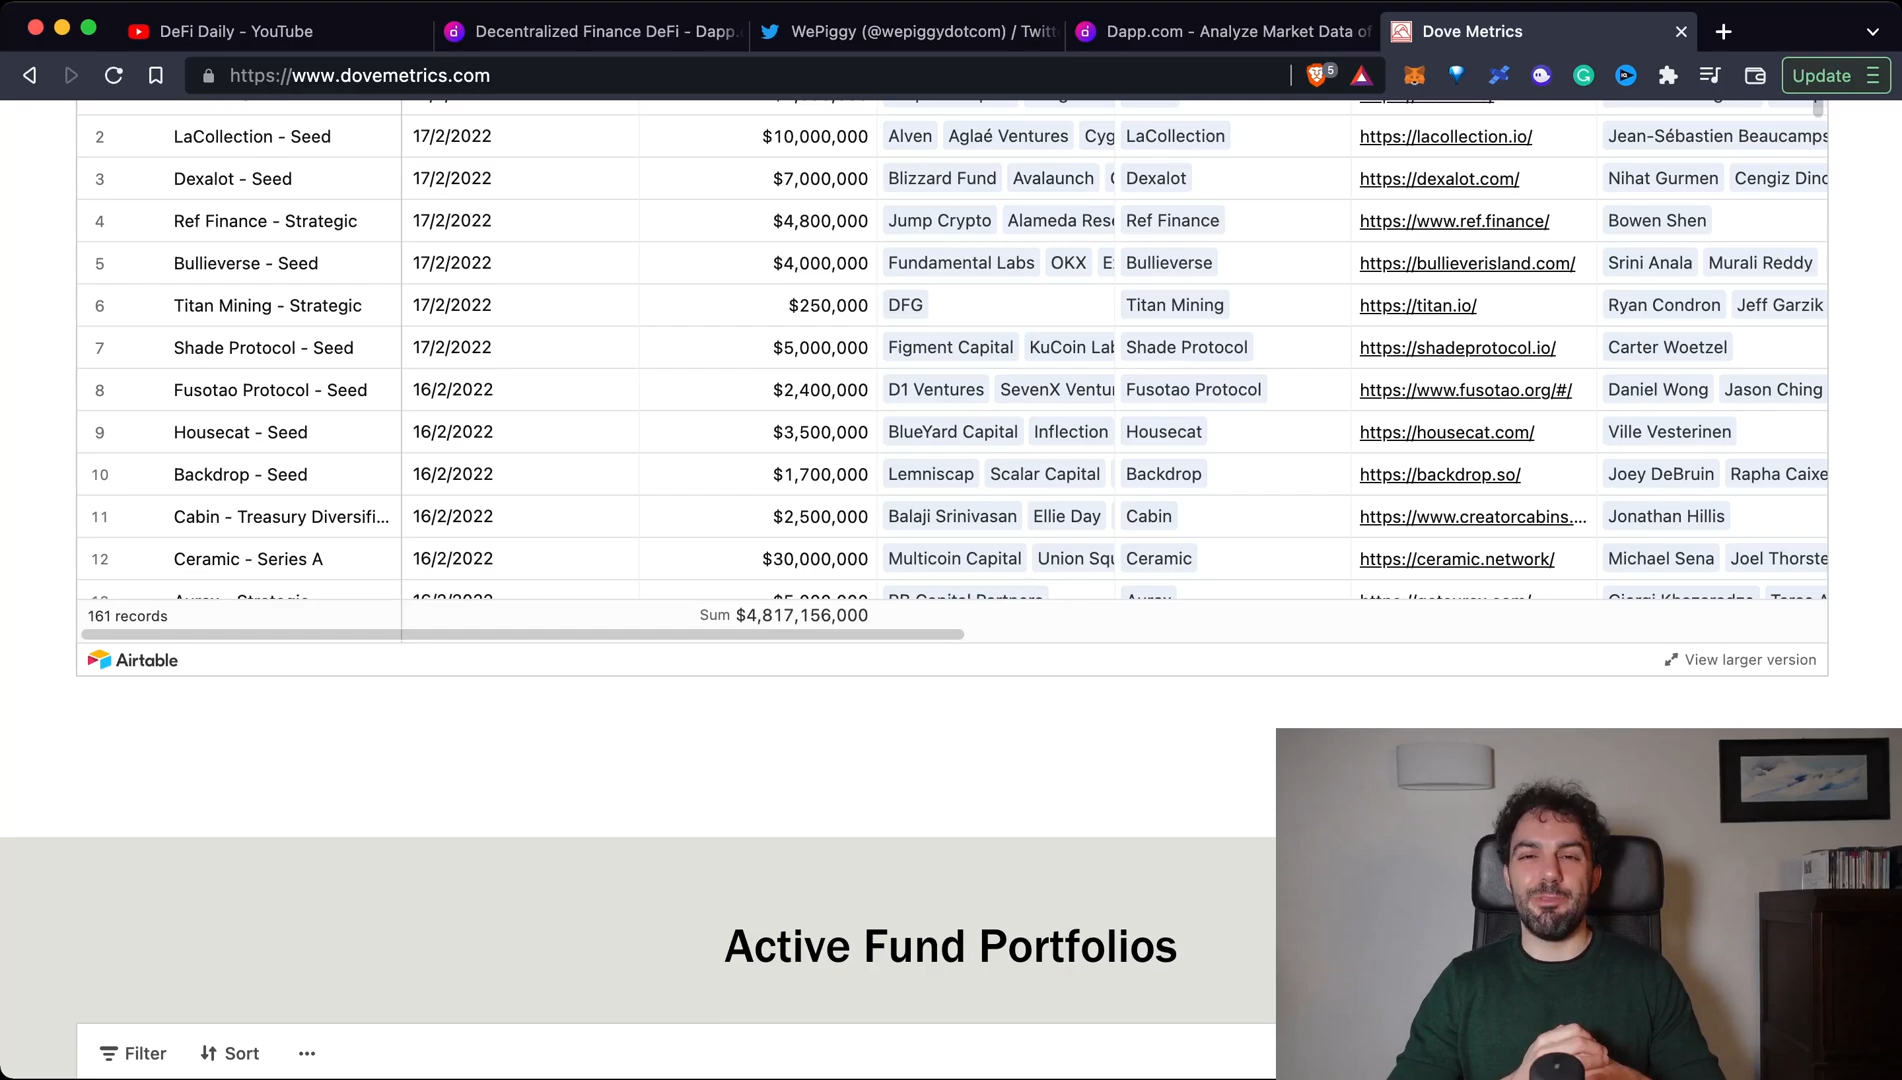 DeFi Daily - YouTube
Decentralized Finance DeFi - Dapp.
WePiggy (@wepiggydotcom) / Twitt
Dapp.com - Analyze Market Data of
Dove Metrics
https://www.dovemetrics.com
5
Update
2 LaCollection - Seed 17/2/2022 $10,000,000 Alven Aglaé Ventures Cyg LaCollection https://lacollection.io/ Jean-Sébastien Beaucamps
3 Dexalot - Seed 17/2/2022 $7,000,000 Blizzard Fund Avalaunch Dexalot https://dexalot.com/ Nihat Gurmen Cengiz Dinc
4 Ref Finance - Strategic 17/2/2022 $4,800,000 Jump Crypto Alameda Rese Ref Finance https://www.ref.finance/ Bowen Shen
5 Bullieverse - Seed 17/2/2022 $4,000,000 Fundamental Labs OKX Bullieverse https://bullieverisland.com/ Srini Anala Murali Reddy
6 Titan Mining - Strategic 17/2/2022 $250,000 DFG Titan Mining https://titan.io/ Ryan Condron Jeff Garzik
7 Shade Protocol - Seed 17/2/2022 $5,000,000 Figment Capital KuCoin Lab Shade Protocol https://shadeprotocol.io/ Carter Woetzel
8 Fusotao Protocol - Seed 16/2/2022 $2,400,000 D1 Ventures SevenX Ventur Fusotao Protocol https://www.fusotao.org/#/ Daniel Wong Jason Ching
9 Housecat - Seed 16/2/2022 $3,500,000 BlueYard Capital Inflection Housecat https://housecat.com/ Ville Vesterinen
10 Backdrop - Seed 16/2/2022 $1,700,000 Lemniscap Scalar Capital Backdrop https://backdrop.so/ Joey DeBruin Rapha Caixe
11 Cabin - Treasury Diversifi... 16/2/2022 $2,500,000 Balaji Srinivasan Ellie Day Cabin https://www.creatorcabins.... Jonathan Hillis
12 Ceramic - Series A 16/2/2022 $30,000,000 Multicoin Capital Union Squ Ceramic https://ceramic.network/ Michael Sena Joel Thorste
161 records Sum $4,817,156,000
Airtable View larger version
Active Fund Portfolios
Filter Sort ...